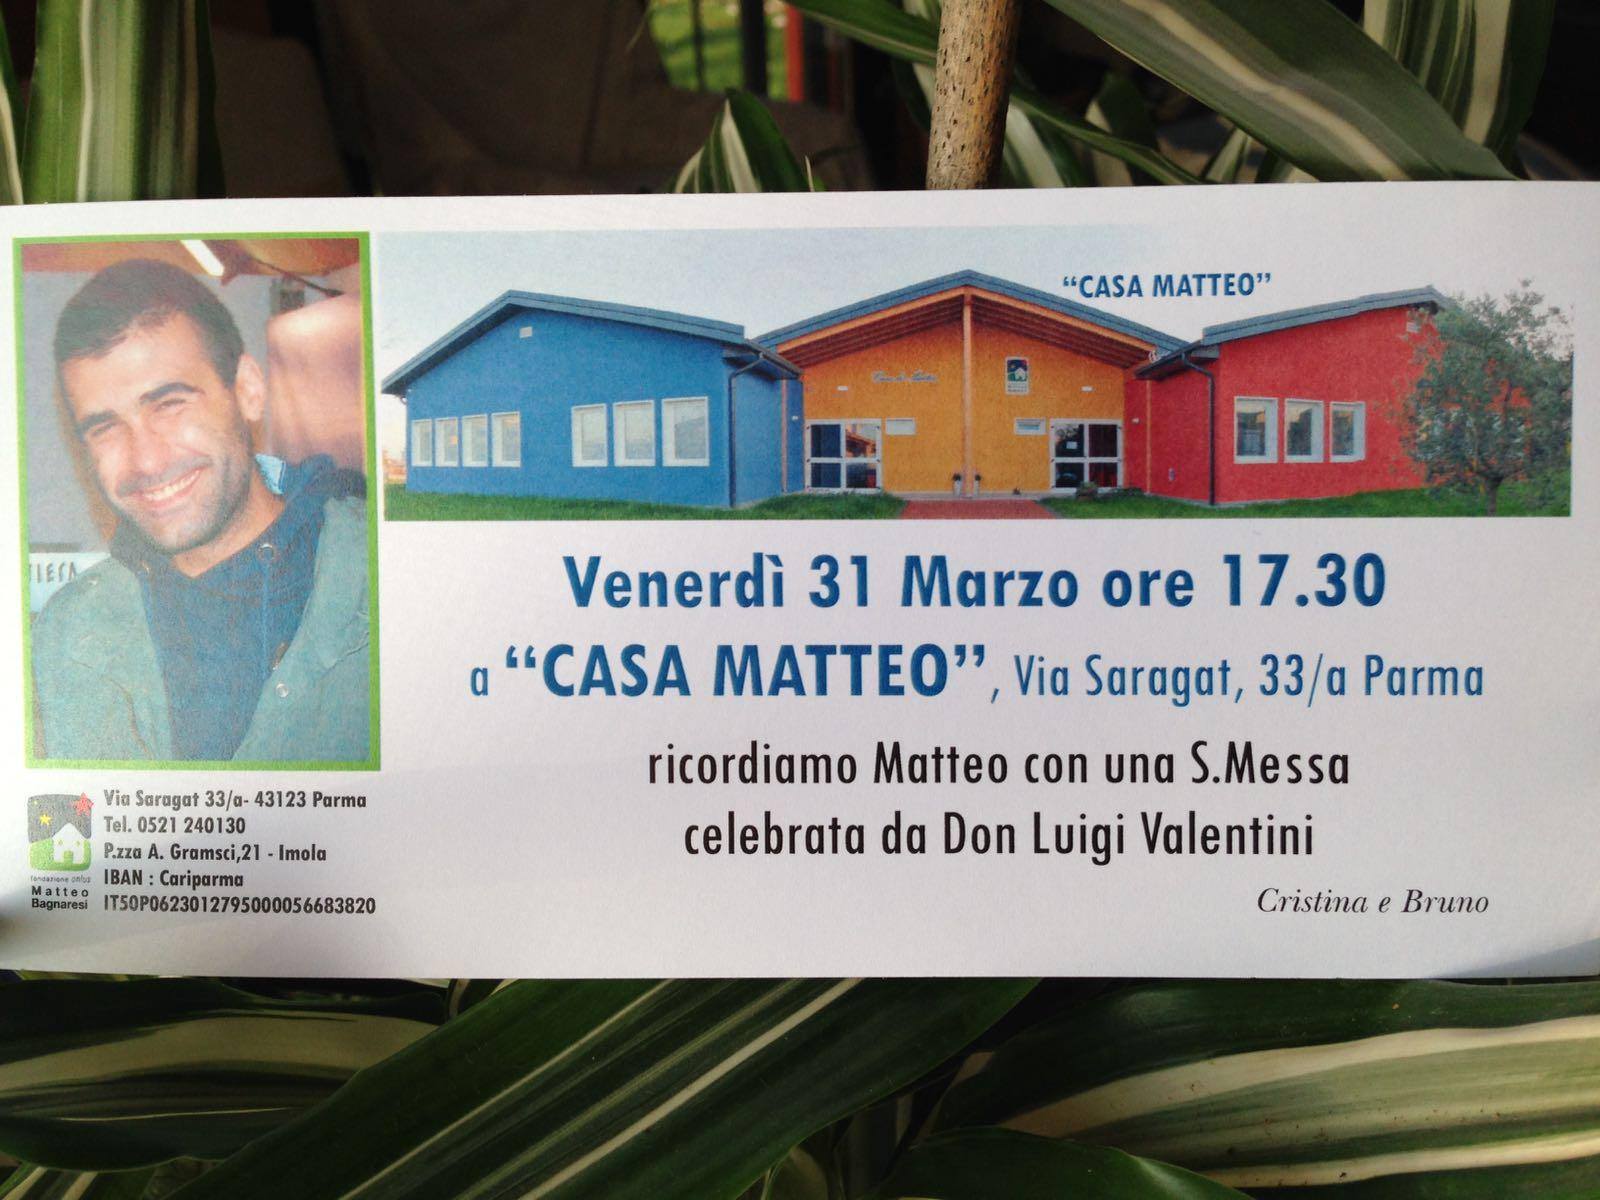 “CASA MATTEO”
Venerdì 31 Marzo ore 17.30
a “CASA MATTEO”, Via Saragat, 33/a Parma
ricordiamo Matteo con una S.Messa
celebrata da Don Luigi Valentini
Cristina e Bruno
Via Saragat 33/a- 43123 Parma
Tel. 0521 240130
P.zza A. Gramsci,21 - Imola
IBAN : Cariparma
IT50P0623012795000056683820
fondazione onlus
Matteo
Bagnaresi